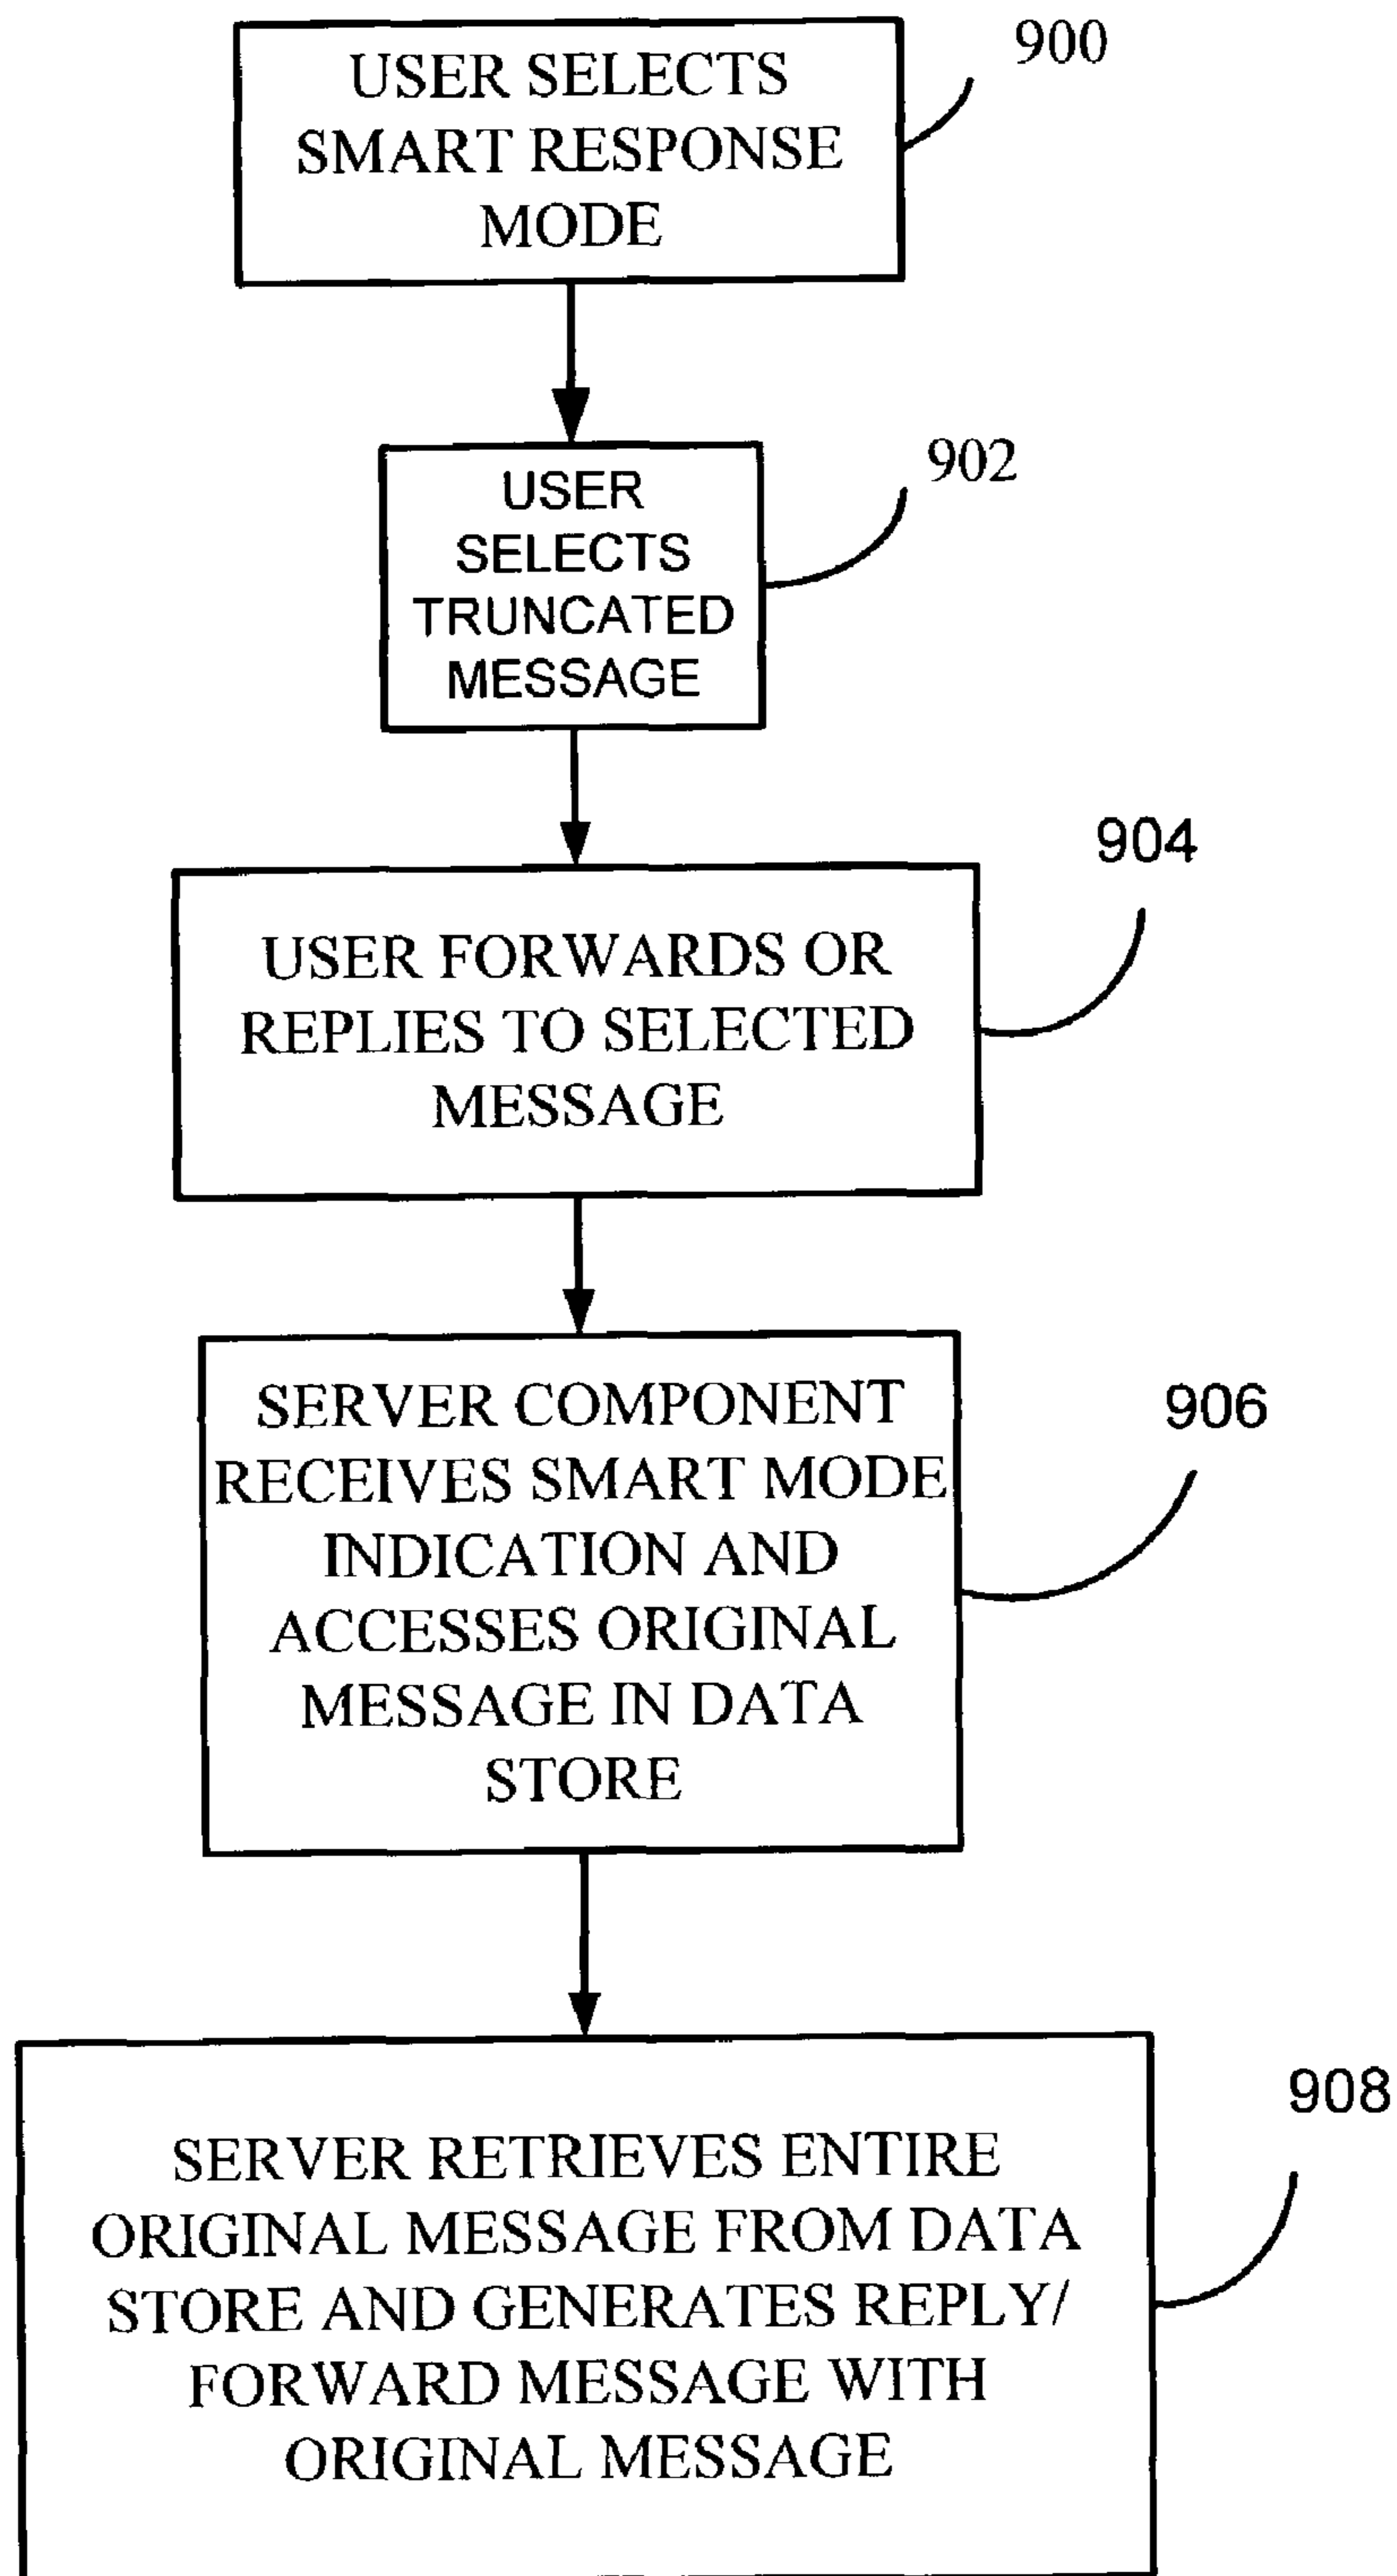 USER SELECTS
SMART RESPONSE
MODE
900
USER
SELECTS
TRUNCATED
MESSAGE
902
USER FORWARDS OR
REPLIES TO SELECTED
MESSAGE
904
SERVER COMPONENT
RECEIVES SMART MODE
INDICATION AND
ACCESSES ORIGINAL
MESSAGE IN DATA
STORE
906
SERVER RETRIEVES ENTIRE
ORIGINAL MESSAGE FROM DATA
STORE AND GENERATES REPLY/
FORWARD MESSAGE WITH
ORIGINAL MESSAGE
908